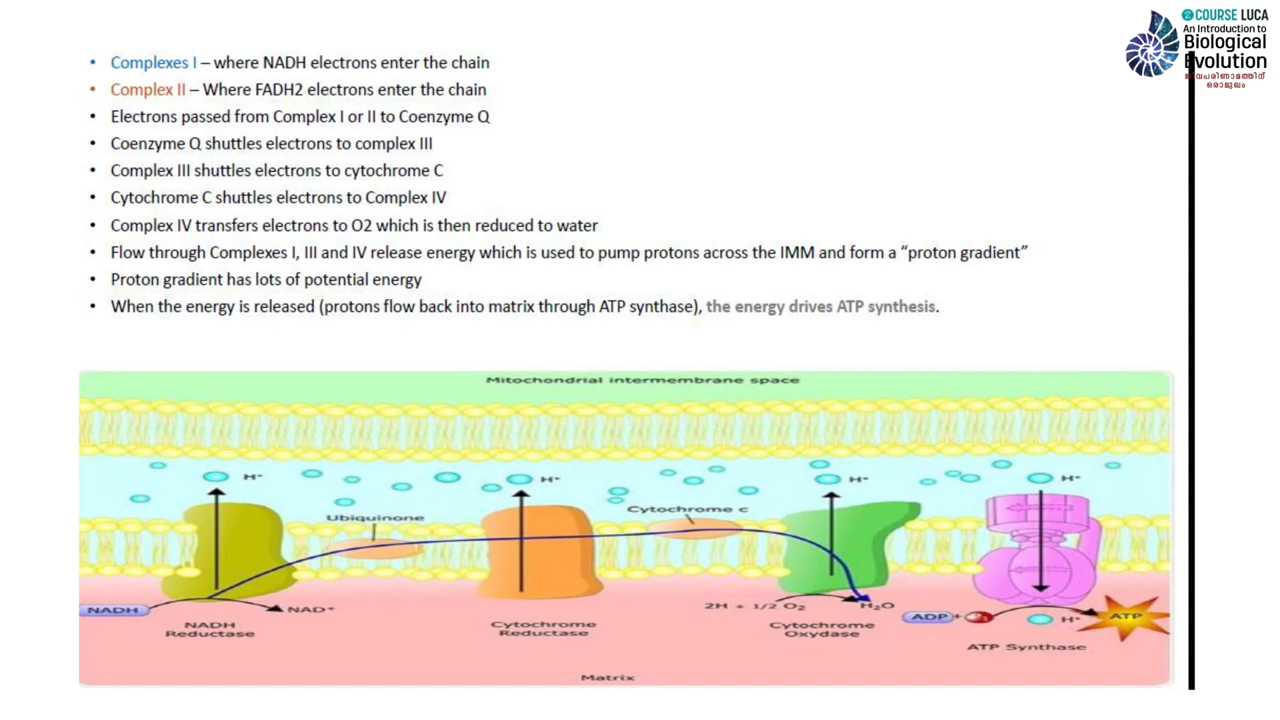 COURSE LUCA
An Introduction to
Biological
Evolution
ജീവപരിണാമത്തിന്
ഒരാമുഖം
• Complexes I – where NADH electrons enter the chain
• Complex II – Where FADH2 electrons enter the chain
• Electrons passed from Complex I or II to Coenzyme Q
• Coenzyme Q shuttles electrons to complex III
• Complex III shuttles electrons to cytochrome C
• Cytochrome C shuttles electrons to Complex IV
• Complex IV transfers electrons to O2 which is then reduced to water
• Flow through Complexes I, III and IV release energy which is used to pump protons across the IMM and form a “proton gradient”
• Proton gradient has lots of potential energy
• When the energy is released (protons flow back into matrix through ATP synthase), the energy drives ATP synthesis.
Mitochondrial intermembrane space
H+ H+ H+ H+
Ubiquinone
Cytochrome c
NADH
NAD+
2H + 1/2 O2
H2O
ADP +
H+
ATP
NADH
Reductase
Cytochrome
Reductase
Cytochrome
Oxydase
ATP Synthase
Matrix